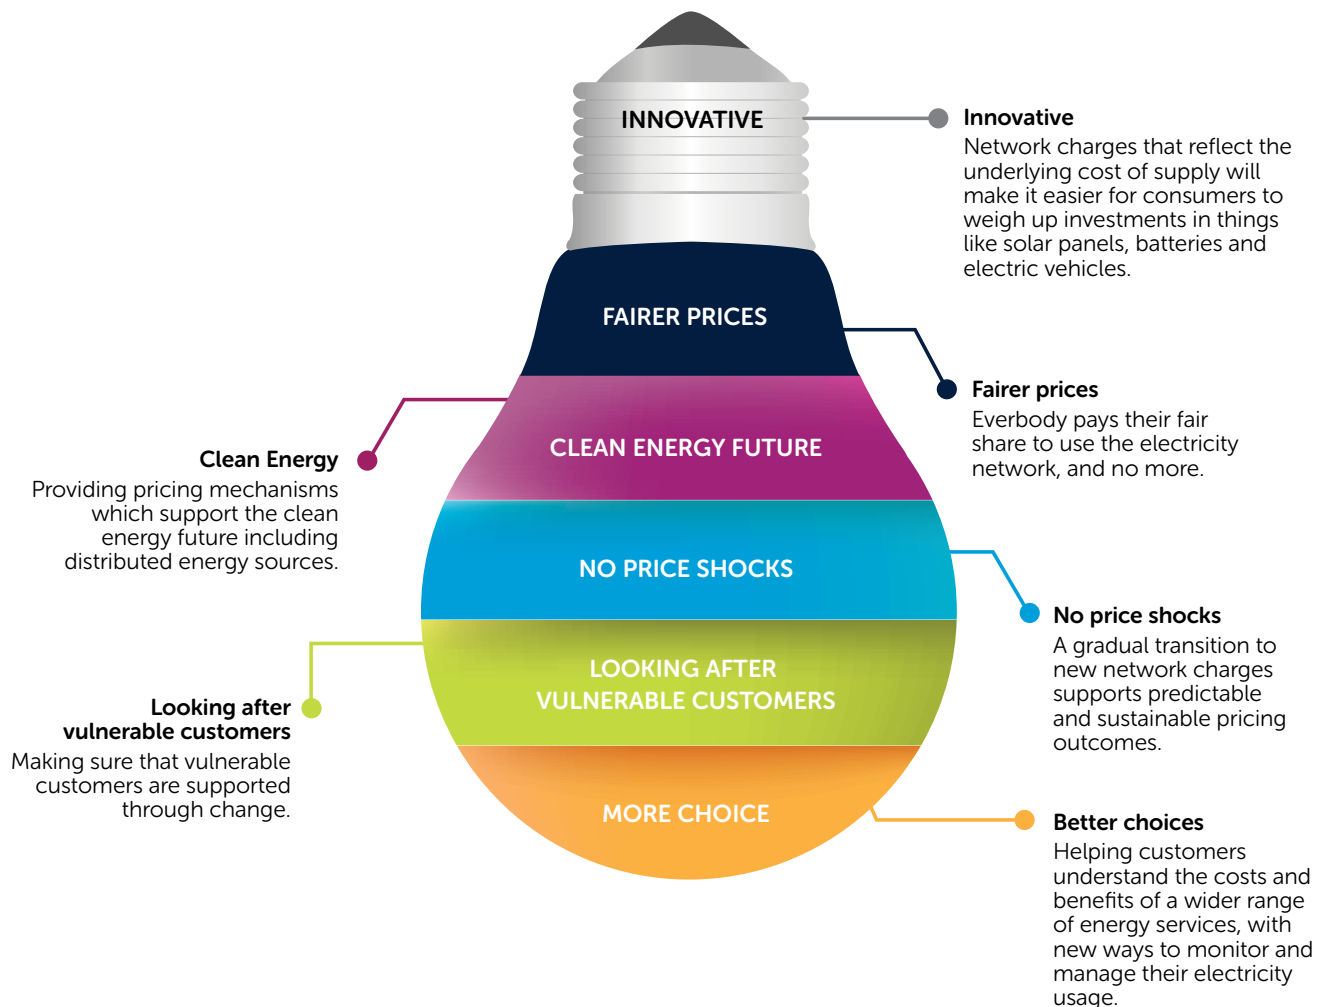 INNOVATIVE
Innovative
Network charges that reflect the
underlying cost of supply will
make it easier for consumers to
weigh up investments in things
like solar panels, batteries and
electric vehicles.
FAIRER PRICES
Fairer prices
Everbody pays their fair
share to use the electricity
network, and no more.
CLEAN ENERGY FUTURE
Clean Energy
Providing pricing mechanisms
which support the clean
energy future including
distributed energy sources.
NO PRICE SHOCKS
No price shocks
A gradual transition to
new network charges
supports predictable
and sustainable pricing
outcomes.
LOOKING AFTER
VULNERABLE CUSTOMERS
Looking after
vulnerable customers
Making sure that vulnerable
customers are supported
through change.
MORE CHOICE
Better choices
Helping customers
understand the costs and
benefits of a wider range
of energy services, with
new ways to monitor and
manage their electricity
usage.